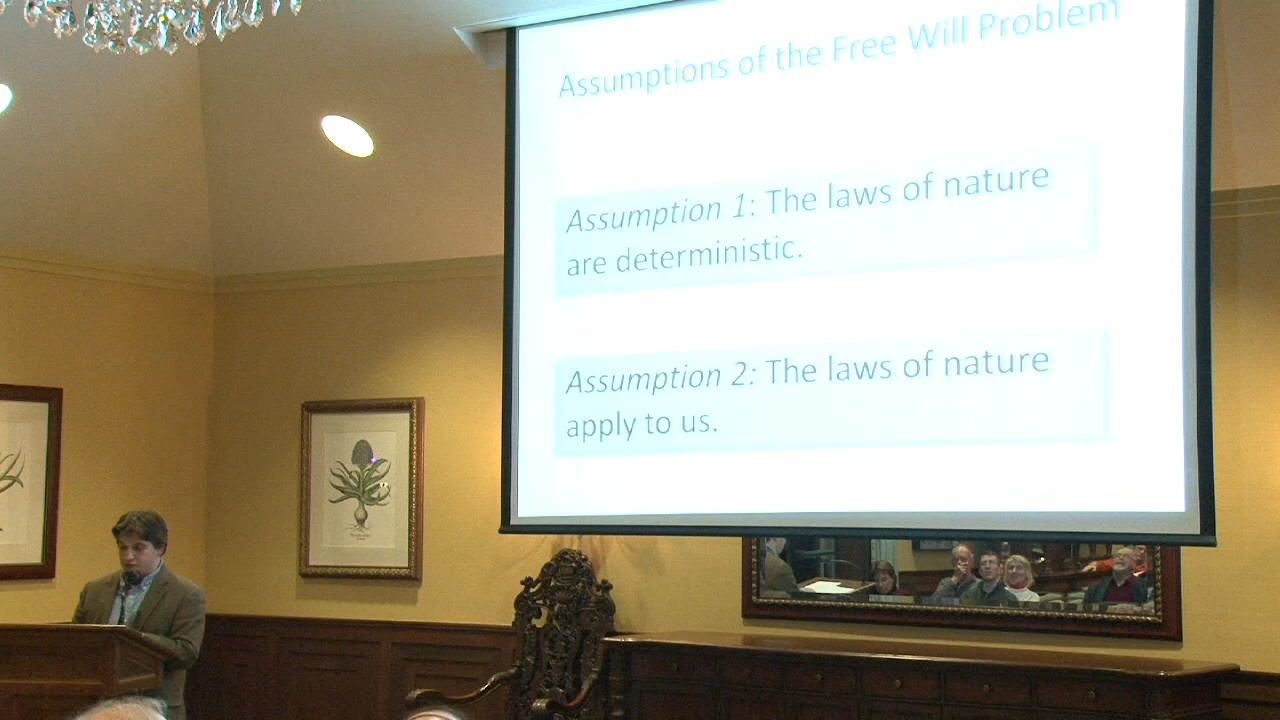 Assumptions of the Free Will Problem
Assumption 1: The laws of nature
are deterministic.
Assumption 2: The laws of nature
apply to us.